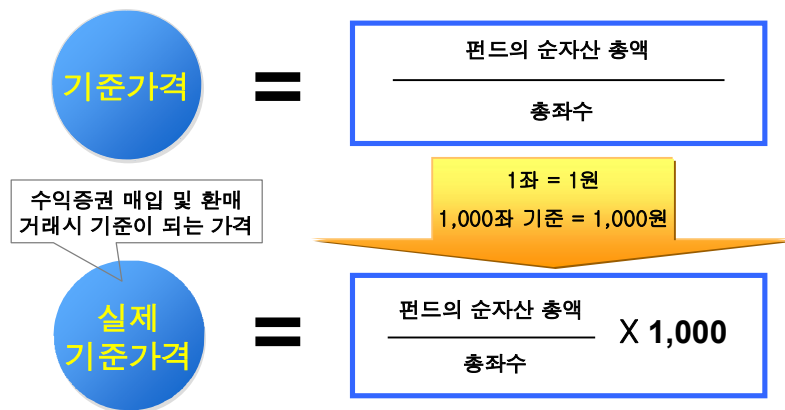 기준가격
=
펀드의 순자산 총액
총좌수
수익증권 매입 및 환매
거래시 기준이 되는 가격
1좌 = 1원
1,000좌 기준 = 1,000원
실제
기준가격
=
펀드의 순자산 총액
총좌수
X 1,000